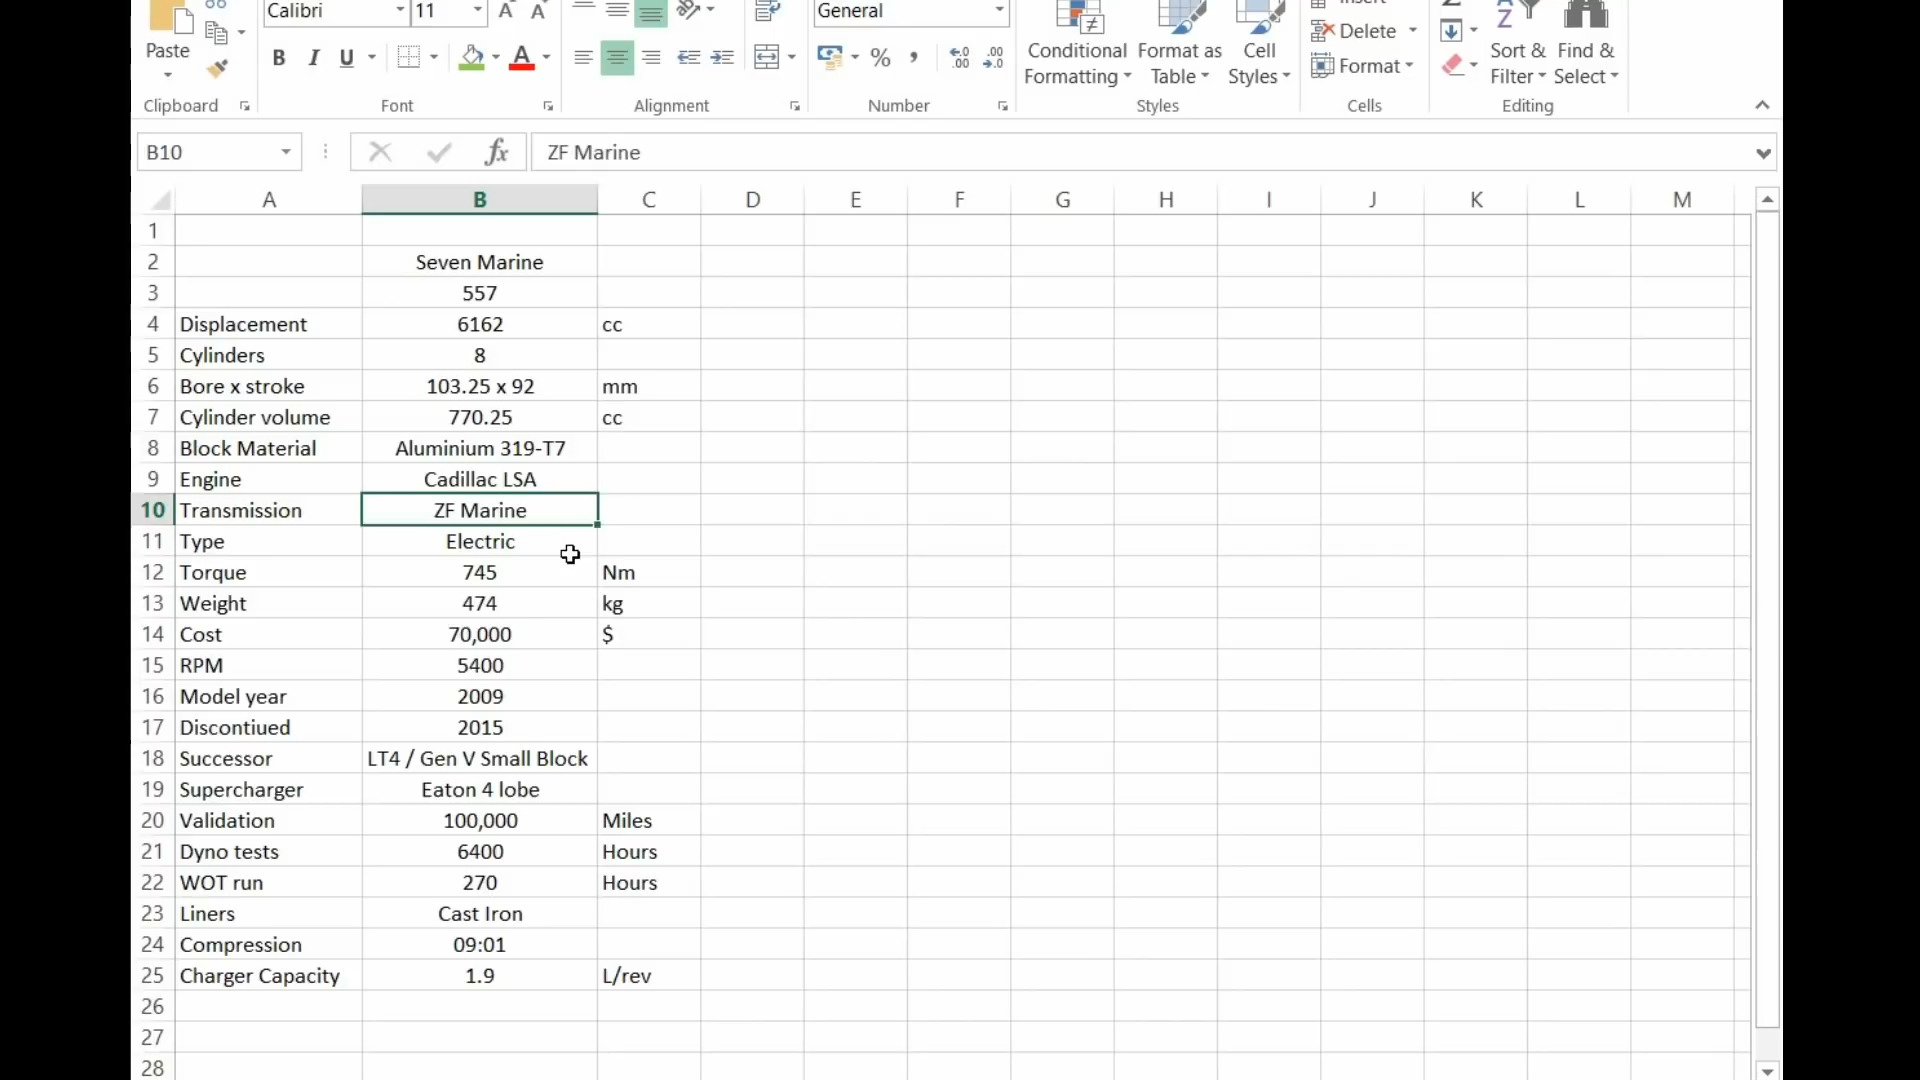 Calibri 11 A A General
Paste B I U A % , .0 .00 .00 .0 Conditional Formatting Format as Table Cell Styles Delete Format Sort & Filter Find & Select
Clipboard Font Alignment Number Styles Cells Editing
B10 fx ZF Marine
A B C D E F G H I J K L M
1
2 Seven Marine
3 557
4 Displacement 6162 cc
5 Cylinders 8
6 Bore x stroke 103.25 x 92 mm
7 Cylinder volume 770.25 cc
8 Block Material Aluminium 319-T7
9 Engine Cadillac LSA
10 Transmission ZF Marine
11 Type Electric
12 Torque 745 Nm
13 Weight 474 kg
14 Cost 70,000 $
15 RPM 5400
16 Model year 2009
17 Discontiued 2015
18 Successor LT4 / Gen V Small Block
19 Supercharger Eaton 4 lobe
20 Validation 100,000 Miles
21 Dyno tests 6400 Hours
22 WOT run 270 Hours
23 Liners Cast Iron
24 Compression 09:01
25 Charger Capacity 1.9 L/rev
26
27
28